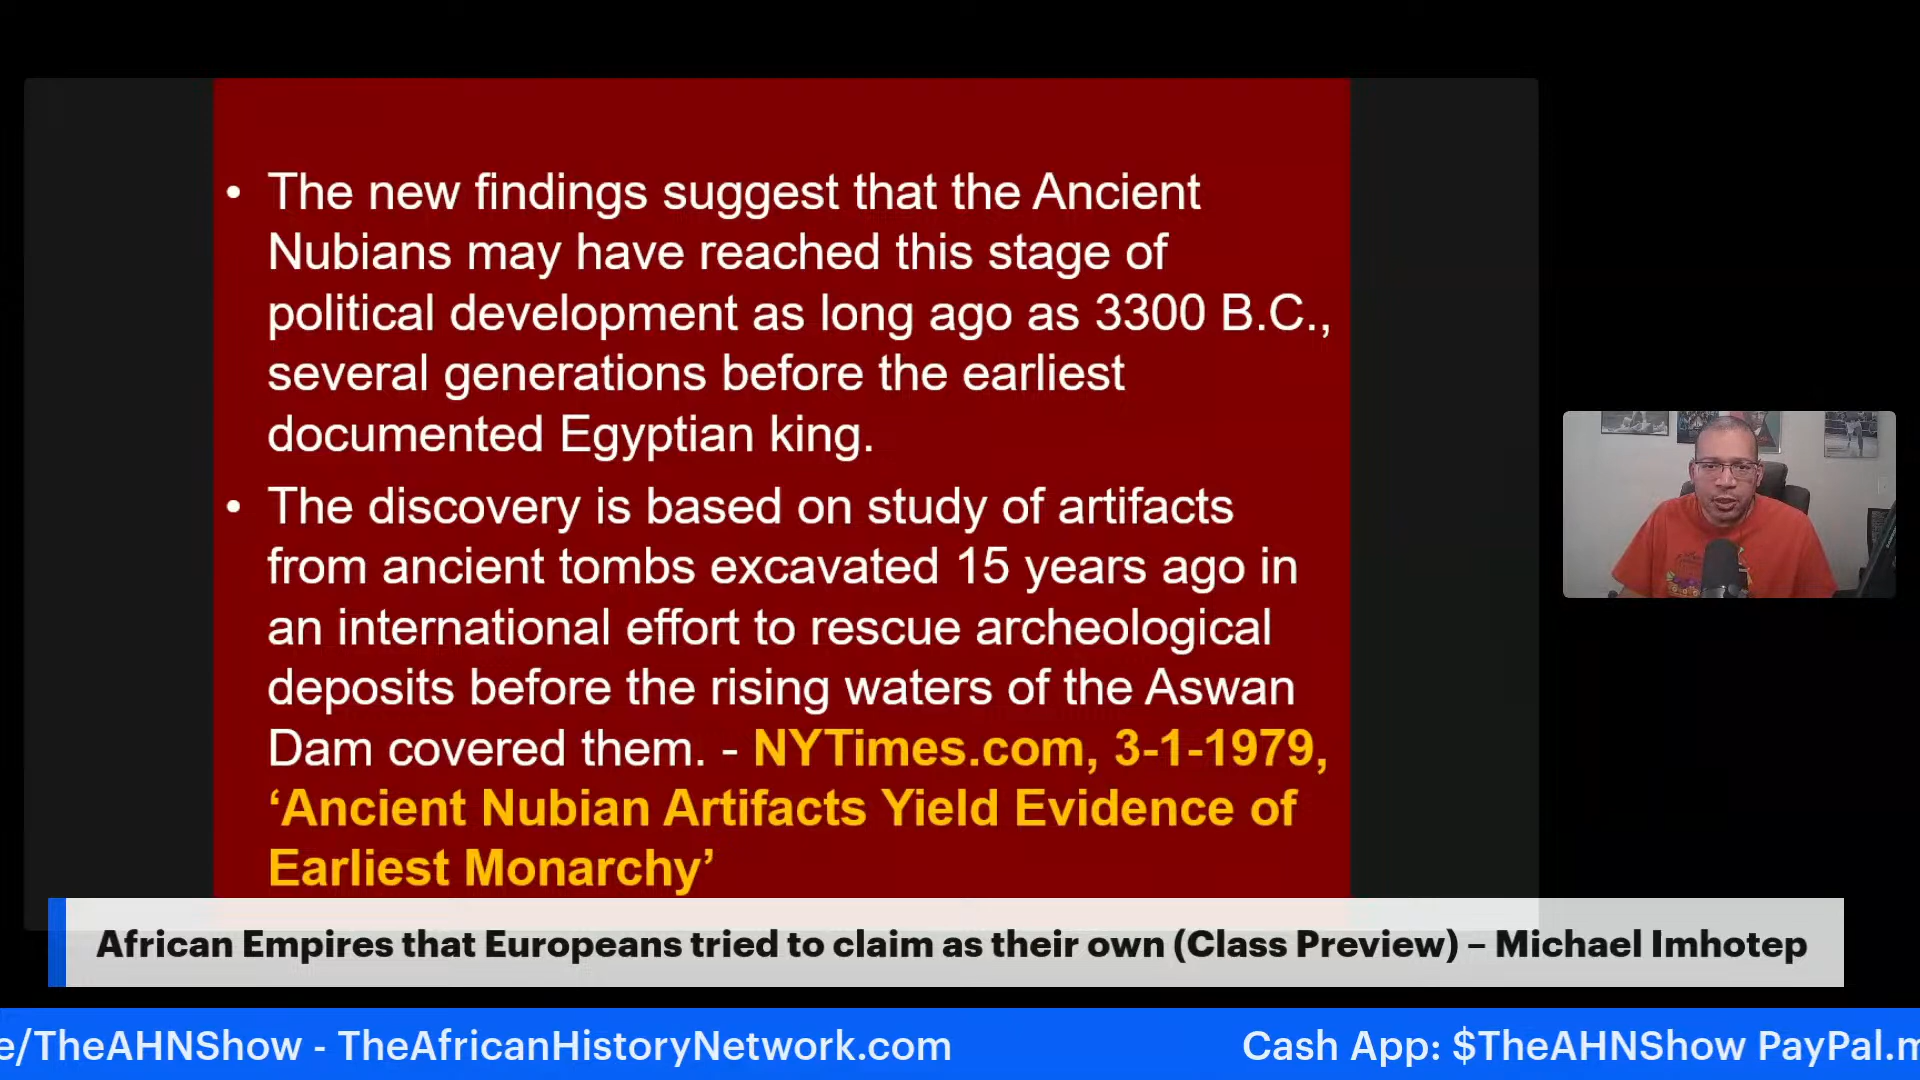 • The new findings suggest that the Ancient
Nubians may have reached this stage of
political development as long ago as 3300 B.C.,
several generations before the earliest
documented Egyptian king.
• The discovery is based on study of artifacts
from ancient tombs excavated 15 years ago in
an international effort to rescue archeological
deposits before the rising waters of the Aswan
Dam covered them. - NYTimes.com, 3-1-1979,
‘Ancient Nubian Artifacts Yield Evidence of
Earliest Monarchy’
African Empires that Europeans tried to claim as their own (Class Preview) – Michael Imhotep
e/TheAHNShow - TheAfricanHistoryNetwork.com Cash App: $TheAHNShow PayPal.m